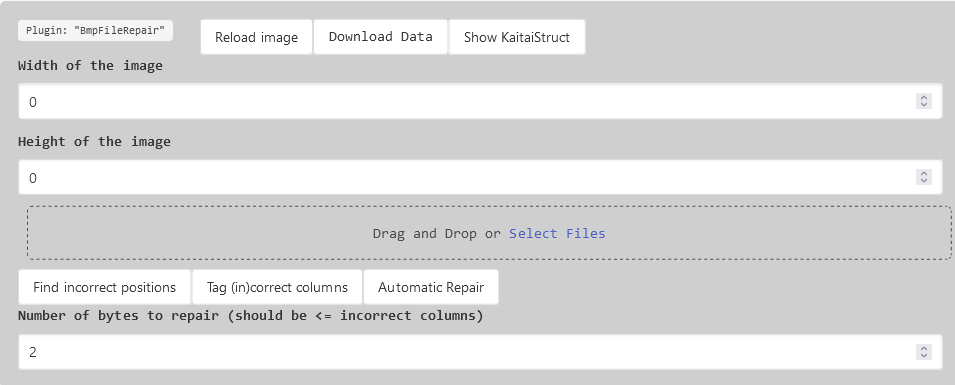 Plugin: "BmpFileRepair" Reload image Download Data Show KaitaiStruct
Width of the image
0
Height of the image
0
Drag and Drop or Select Files
Find incorrect positions Tag (in)correct columns Automatic Repair
Number of bytes to repair (should be <= incorrect columns)
2